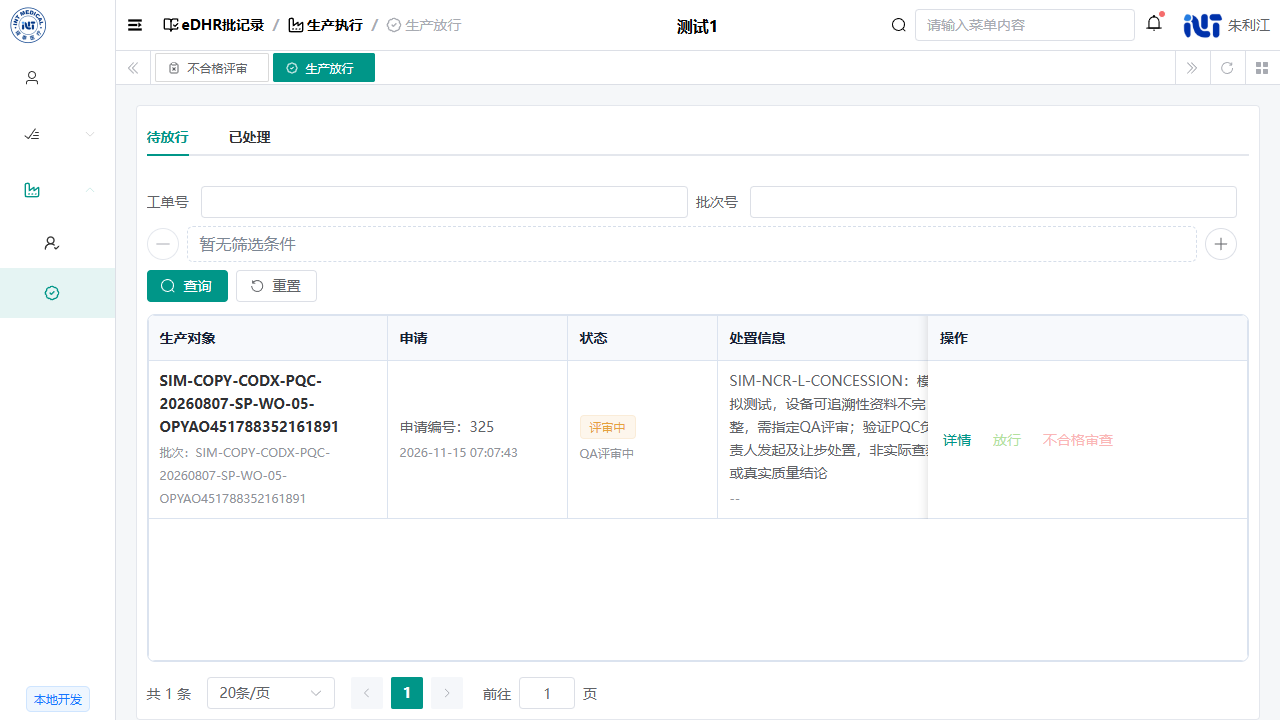 eDHR批记录 / 生产执行 / 生产放行
测试1
请输入菜单内容
朱利江
不合格评审
生产放行
待放行
已处理
工单号
批次号
暂无筛选条件
查询
重置
生产对象
申请
状态
处置信息
操作
SIM-COPY-CODX-PQC-
20260807-SP-WO-05-
OPYAO451788352161891
批次：SIM-COPY-CODX-PQC-
20260807-SP-WO-05-
OPYAO451788352161891
申请编号：325
2026-11-15 07:07:43
评审中
QA评审中
SIM-NCR-L-CONCESSION：模
拟测试，设备可追溯性资料不完
整，需指定QA评审；验证PQC负
责人发起及让步处置，非实际查
或真实质量结论
--
详情
放行
不合格审查
共 1 条
20条/页
1
前往
1
页
本地开发